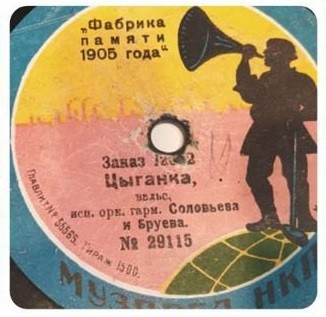 „Фабрика
памяти
1905 года"
Заказ
Цыганка,
вальс,
исп. орк. гарм. Соловьева
и Бруева.
№ 29115
Главлит № 55565. Тираж 1500.
МУЗПРЕД НКП